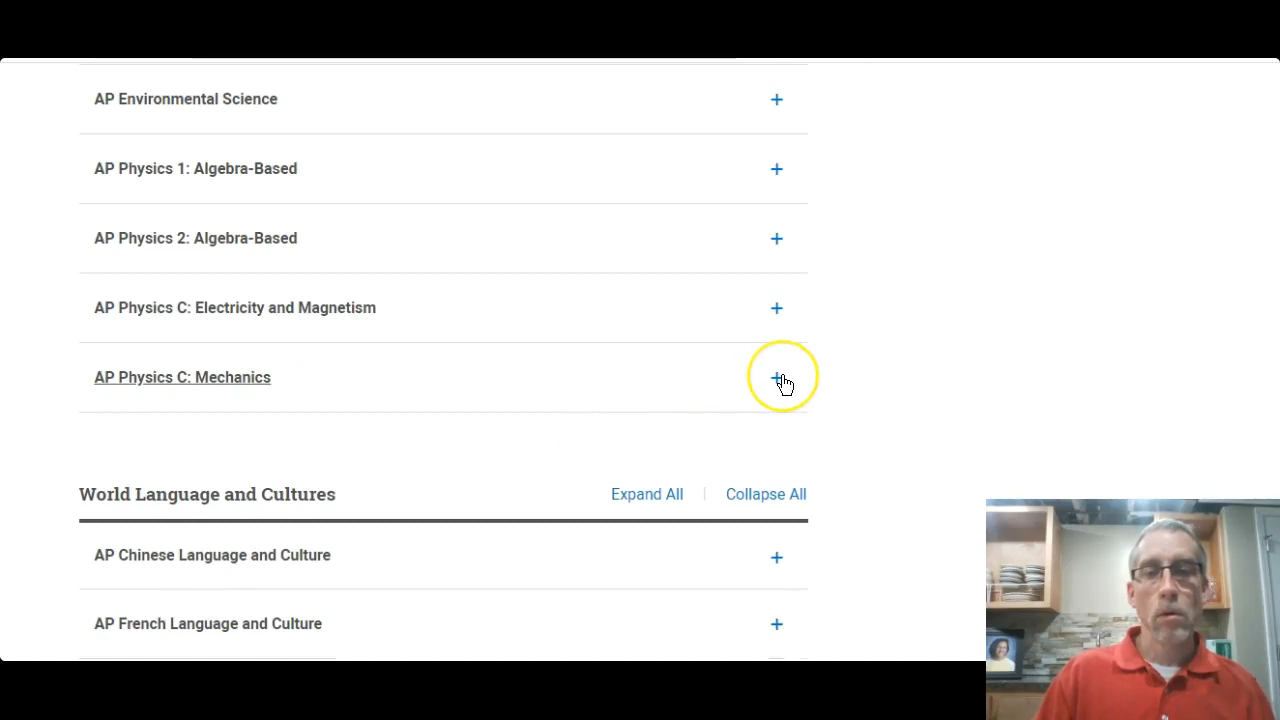 AP Environmental Science
AP Physics 1: Algebra-Based
AP Physics 2: Algebra-Based
AP Physics C: Electricity and Magnetism
AP Physics C: Mechanics
World Language and Cultures Expand All | Collapse All
AP Chinese Language and Culture
AP French Language and Culture